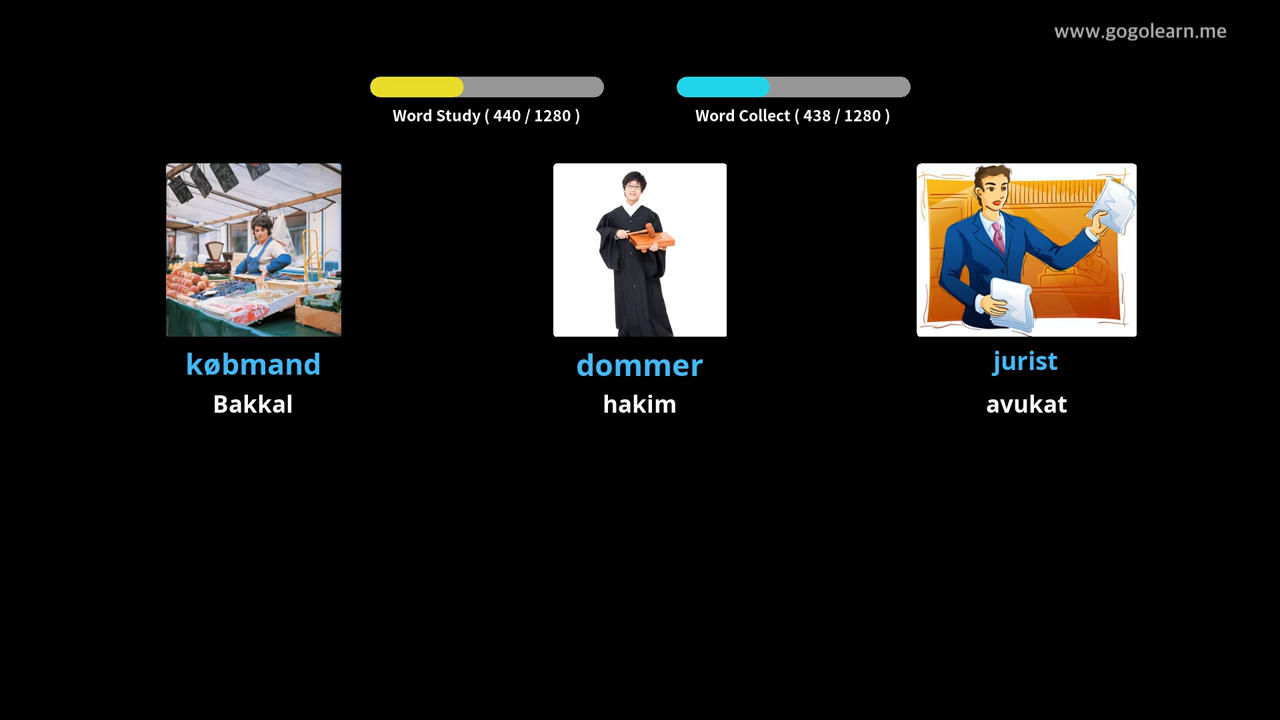 www.gogolearn.me
Word Study ( 440 / 1280 )
Word Collect ( 438 / 1280 )
købmand
dommer
jurist
Bakkal
hakim
avukat